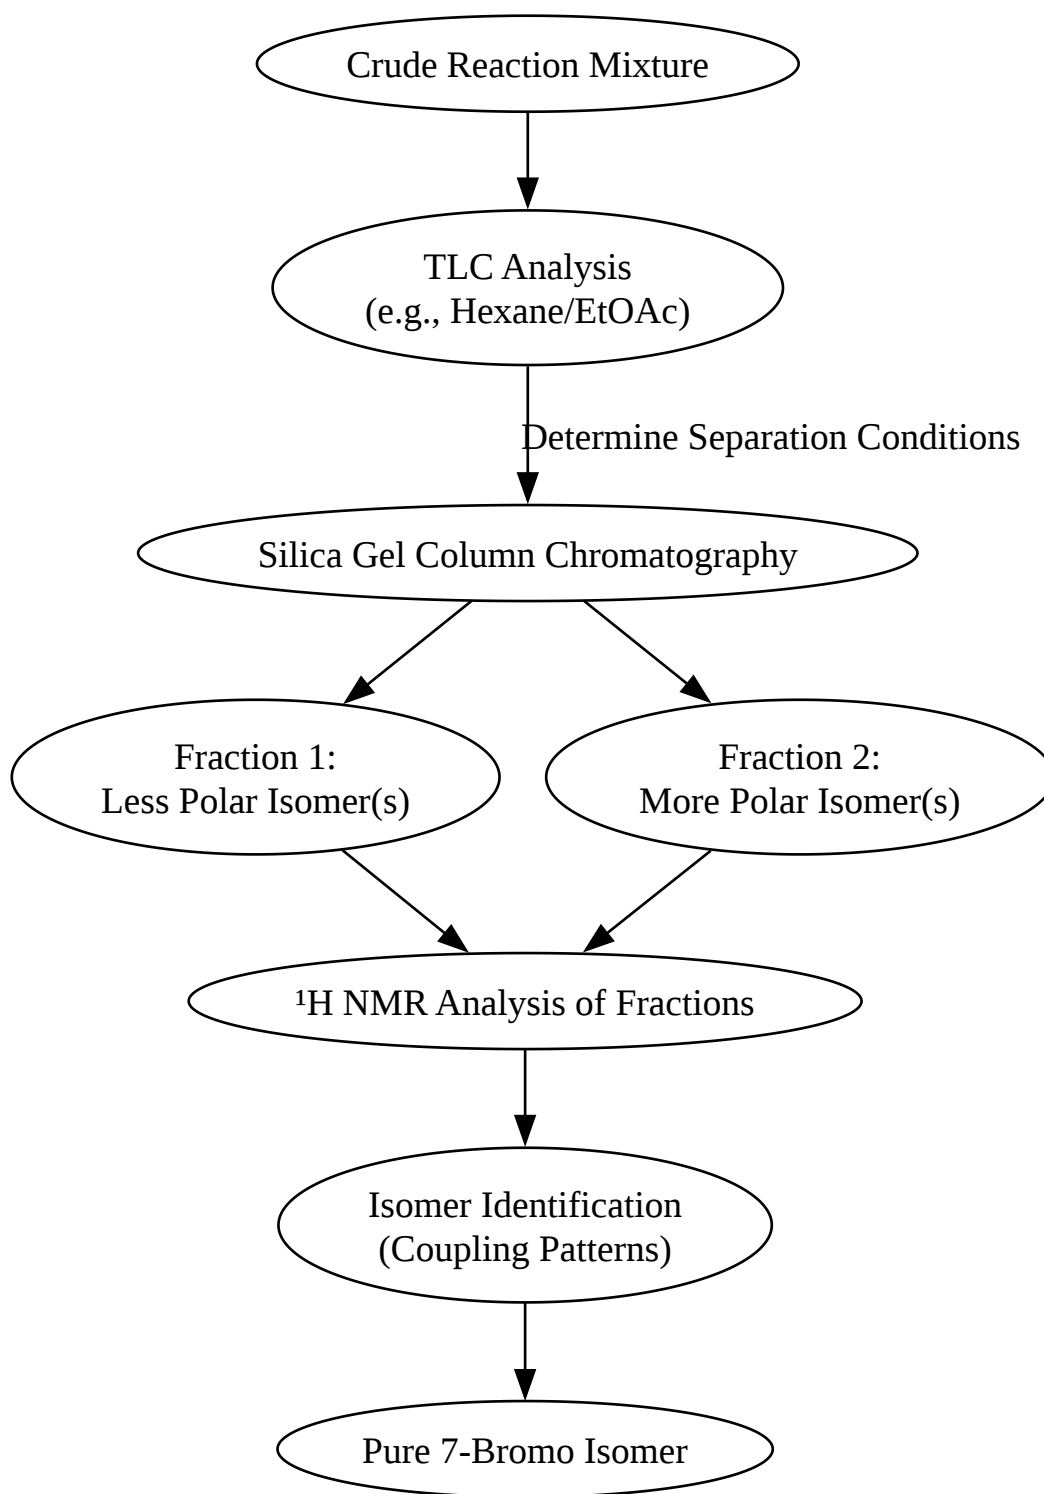 Crude Reaction Mixture
TLC Analysis
(e.g., Hexane/EtOAc)
Determine Separation Conditions
Silica Gel Column Chromatography
Fraction 1:
Less Polar Isomer(s)
Fraction 2:
More Polar Isomer(s)
¹H NMR Analysis of Fractions
Isomer Identification
(Coupling Patterns)
Pure 7-Bromo Isomer